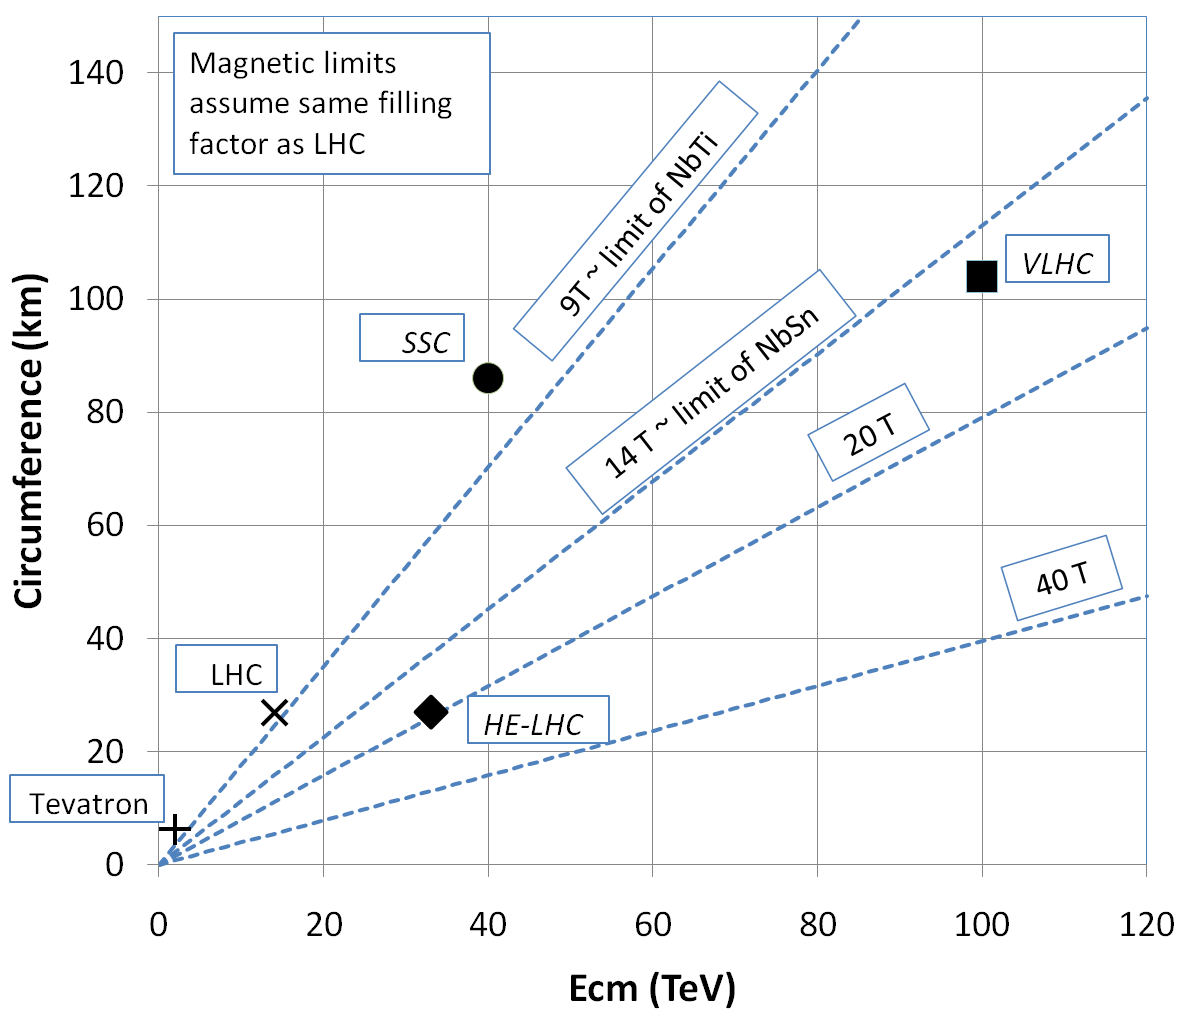 Magnetic limits
assume same filling
factor as LHC
9T ~ limit of NbTi
14 T ~ limit of NbSn
20 T
40 T
VLHC
SSC
LHC
HE-LHC
Tevatron
Circumference (km)
140
120
100
80
60
40
20
0
0 20 40 60 80 100 120
Ecm (TeV)